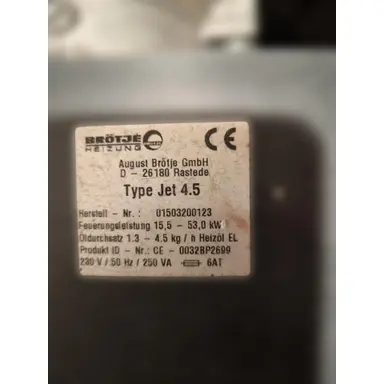 BRÖTJE
HEIZUNG
CE
August Brötje GmbH
D - 26180 Rastede
Type Jet 4.5
Herstell - Nr.: 01503200123
Feuerungsleistung 15,5 - 53,0 kW
Öldurchsatz 1.3 - 4.5 kg / h Heizöl EL
Produkt ID - Nr.: CE - 0032BP2699
230 V / 50 Hz / 250 VA 6AT